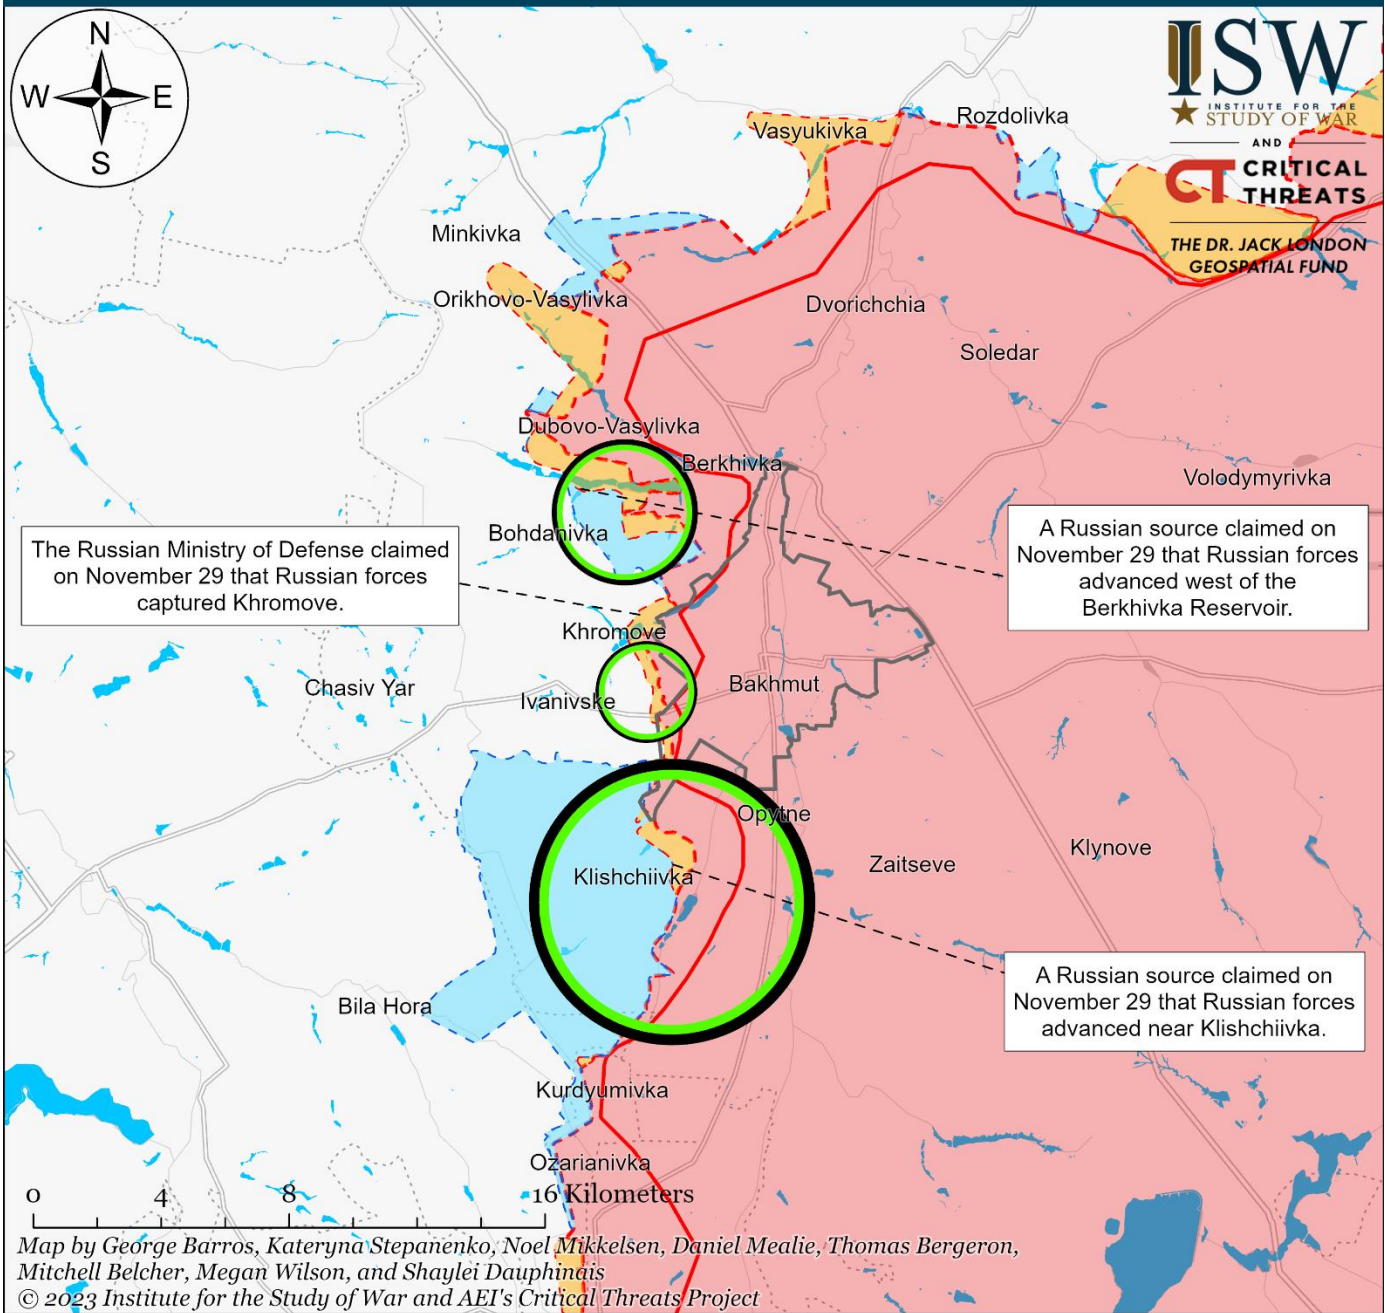 N
W E
S
ISW
INSTITUTE FOR THE
STUDY OF WAR
AND
CT CRITICAL
THREATS
THE DR. JACK LONDON
GEOSPATIAL FUND
Vasyukivka
Rozdolivka
Minkivka
Orikhovo-Vasylivka
Dvorichchia
Soledar
Dubovo-Vasylivka
Berkhivka
Volodymyrivka
Bohdanivka
The Russian Ministry of Defense claimed
on November 29 that Russian forces
captured Khromove.
A Russian source claimed on
November 29 that Russian forces
advanced west of the
Berkhivka Reservoir.
Khromove
Chasiv Yar
Ivanivske
Bakhmut
Opytne
Klynove
Zaitseve
Klishchiivka
A Russian source claimed on
November 29 that Russian forces
advanced near Klishchiivka.
Bila Hora
Kurdyumivka
Ozarianivka
0 4 8 16 Kilometers
Map by George Barros, Kateryna Stepanenko, Noel Mikkelsen, Daniel Mealie, Thomas Bergeron,
Mitchell Belcher, Megan Wilson, and Shaylei Dauphinais
© 2023 Institute for the Study of War and AEI's Critical Threats Project